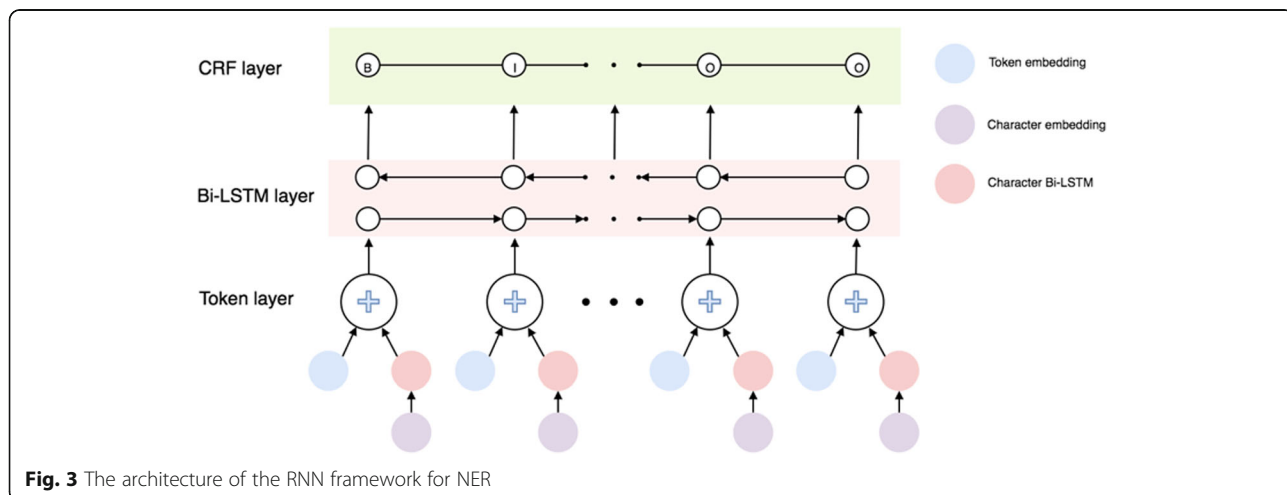 CRF layer
B I O O
Token embedding
Character embedding
Bi-LSTM layer
Character Bi-LSTM
Token layer
Fig. 3 The architecture of the RNN framework for NER